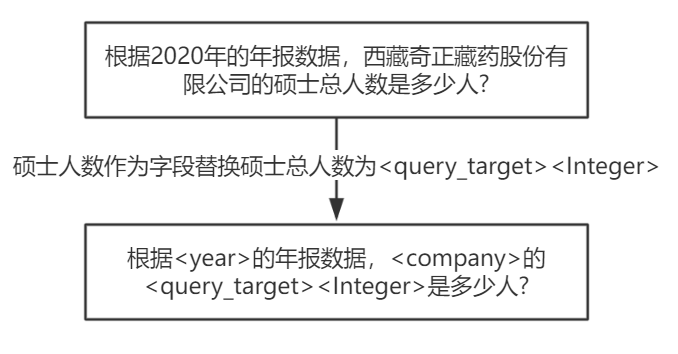 根据2020年的年报数据，西藏奇正藏药股份有
限公司的硕士总人数是多少人?
硕士人数作为字段替换硕士总人数为<query_target><Integer>
根据<year>的年报数据，<company>的
<query_target><Integer>是多少人?